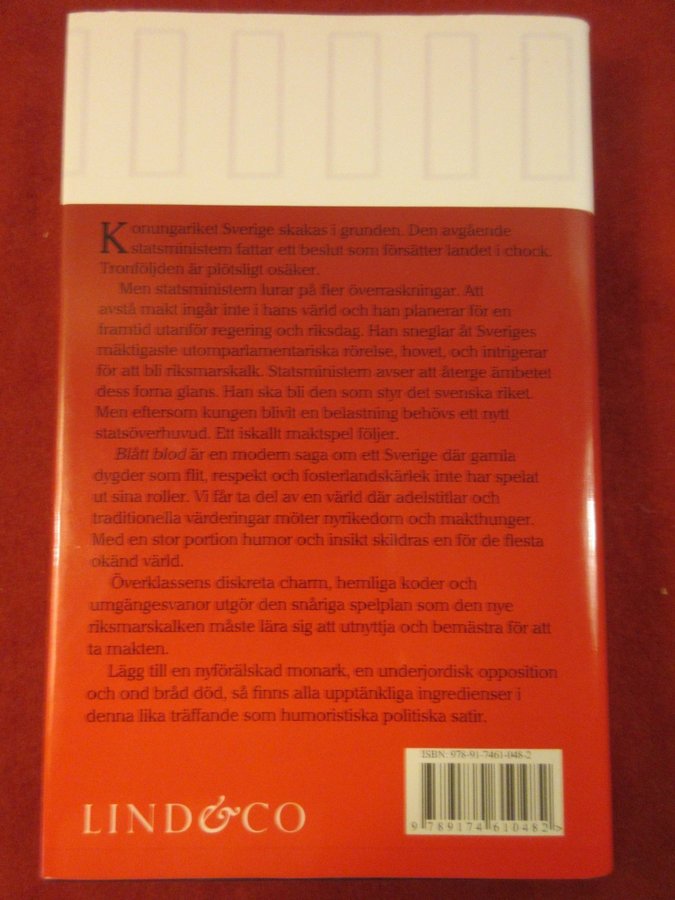 Konungariket Sverige skakas i grunden. Den avgående
statsministern fattar ett beslut som försätter landet i chock.
Tronföljden är plötsligt osäker.
Men statsministern lurar på fler överraskningar. Att
avstå makt ingår inte i hans värld och han planerar för en
framtid utanför regering och riksdag. Han sneglar åt Sveriges
mäktigaste utomparlamentariska rörelse, hovet, och intrigerar
för att bli riksmarskalk. Statsministern avser att återge ämbetet
dess forna glans. Han ska bli den som styr det svenska riket.
Men eftersom kungen blivit en belastning behövs ett nytt
statsöverhuvud. Ett iskallt maktspel följer.
Blått blod är en modern saga om ett Sverige där gamla
dygder som flit, respekt och fosterlandskärlek inte har spelat
ut sina roller. Vi får ta del av en värld där adelstitlar och
traditionella värderingar möter nyrikedom och makthunger.
Med en stor portion humor och insikt skildras en för de flesta
okänd värld.
Överklassens diskreta charm, hemliga koder och
umgängesvanor utgör den snåriga spelplan som den nye
riksmarskalken måste lära sig att utnyttja och bemästra för att
ta makten.
Lägg till en nyförälskad monark, en underjordisk opposition
och ond bråd död, så finns alla upptänkliga ingredienser i
denna lika träffande som humoristiska politiska satir.
ISBN: 978-91-7461-048-2
9 789174 610482 >
LIND&CO